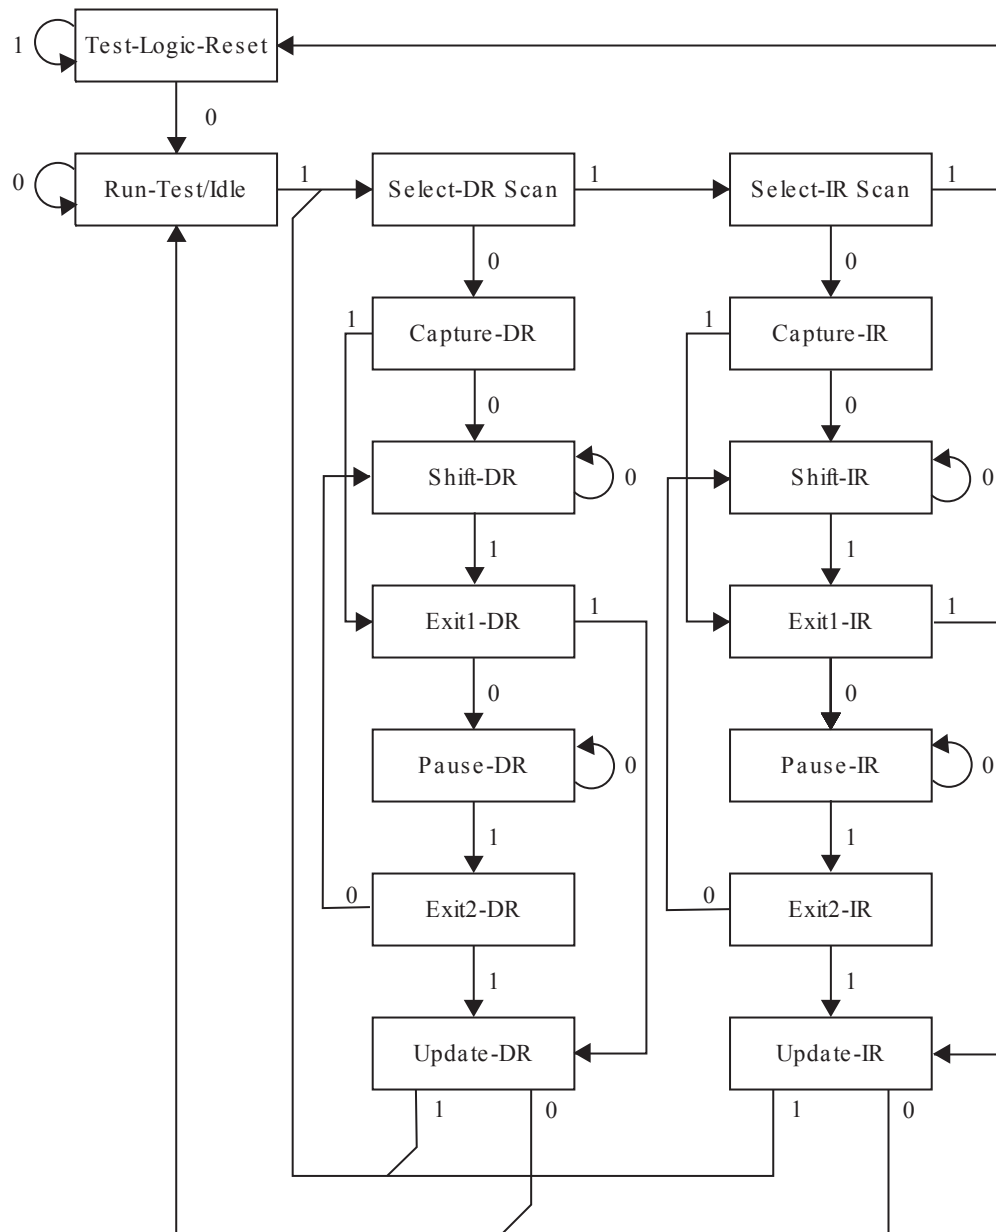 1 Test-Logic-Reset
0
0 Run-Test/Idle 1 Select-DR Scan 1 Select-IR Scan 1
0 0
1 Capture-DR 1 Capture-IR
0 0
Shift-DR 0 Shift-IR 0
1 1
Exit1-DR 1 Exit1-IR 1
0 0
Pause-DR 0 Pause-IR 0
1 1
0 Exit2-DR 0 Exit2-IR
1 1
Update-DR Update-IR
1 0 1 0